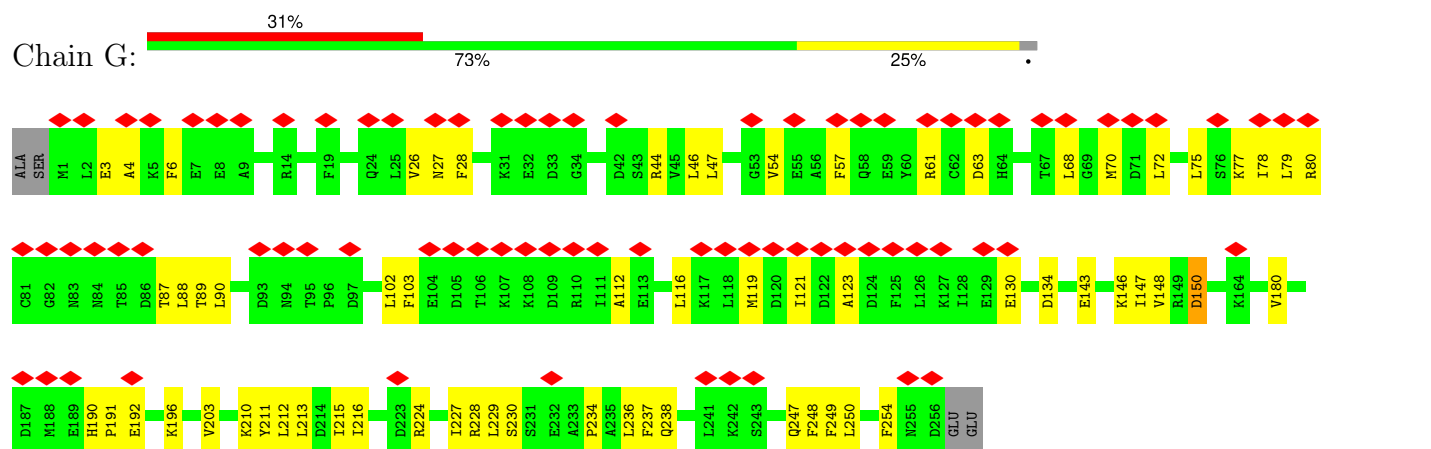 31%
Chain G:
73% 25% •
ALA SER M1 L2 E3 A4 K5 F6 E7 E8 A9 R14 F19 Q24 L25 V26 N27 F28 K31 E32 D33 G34 D42 S43 R44 V45 L46 L47 G53 V54 E55 A56 F57 Q58 E59 Y60 R61 C62 D63 H64 T67 L68 G69 M70 D71 L72 L75 S76 K77 I78 L79 R80
C81 G82 N83 N84 T85 D86 T87 L88 T89 L90 D93 N94 T95 P96 D97 L102 F103 E104 D105 T106 K107 K108 D109 R110 I111 A112 E113 L116 K117 L118 M119 D120 I121 D122 A123 D124 F125 L126 K127 I128 E129 E130 D134 E143 K146 I147 V148 R149 D150 K164 V180
D187 M188 E189 H190 P191 E192 K196 V203 K210 Y211 L212 L213 D214 I215 I216 D223 R224 I227 R228 L229 S230 S231 E232 A233 P234 A235 L236 F237 Q238 L241 K242 S243 Q247 F248 F249 L250 F254 N255 D256 GLU GLU